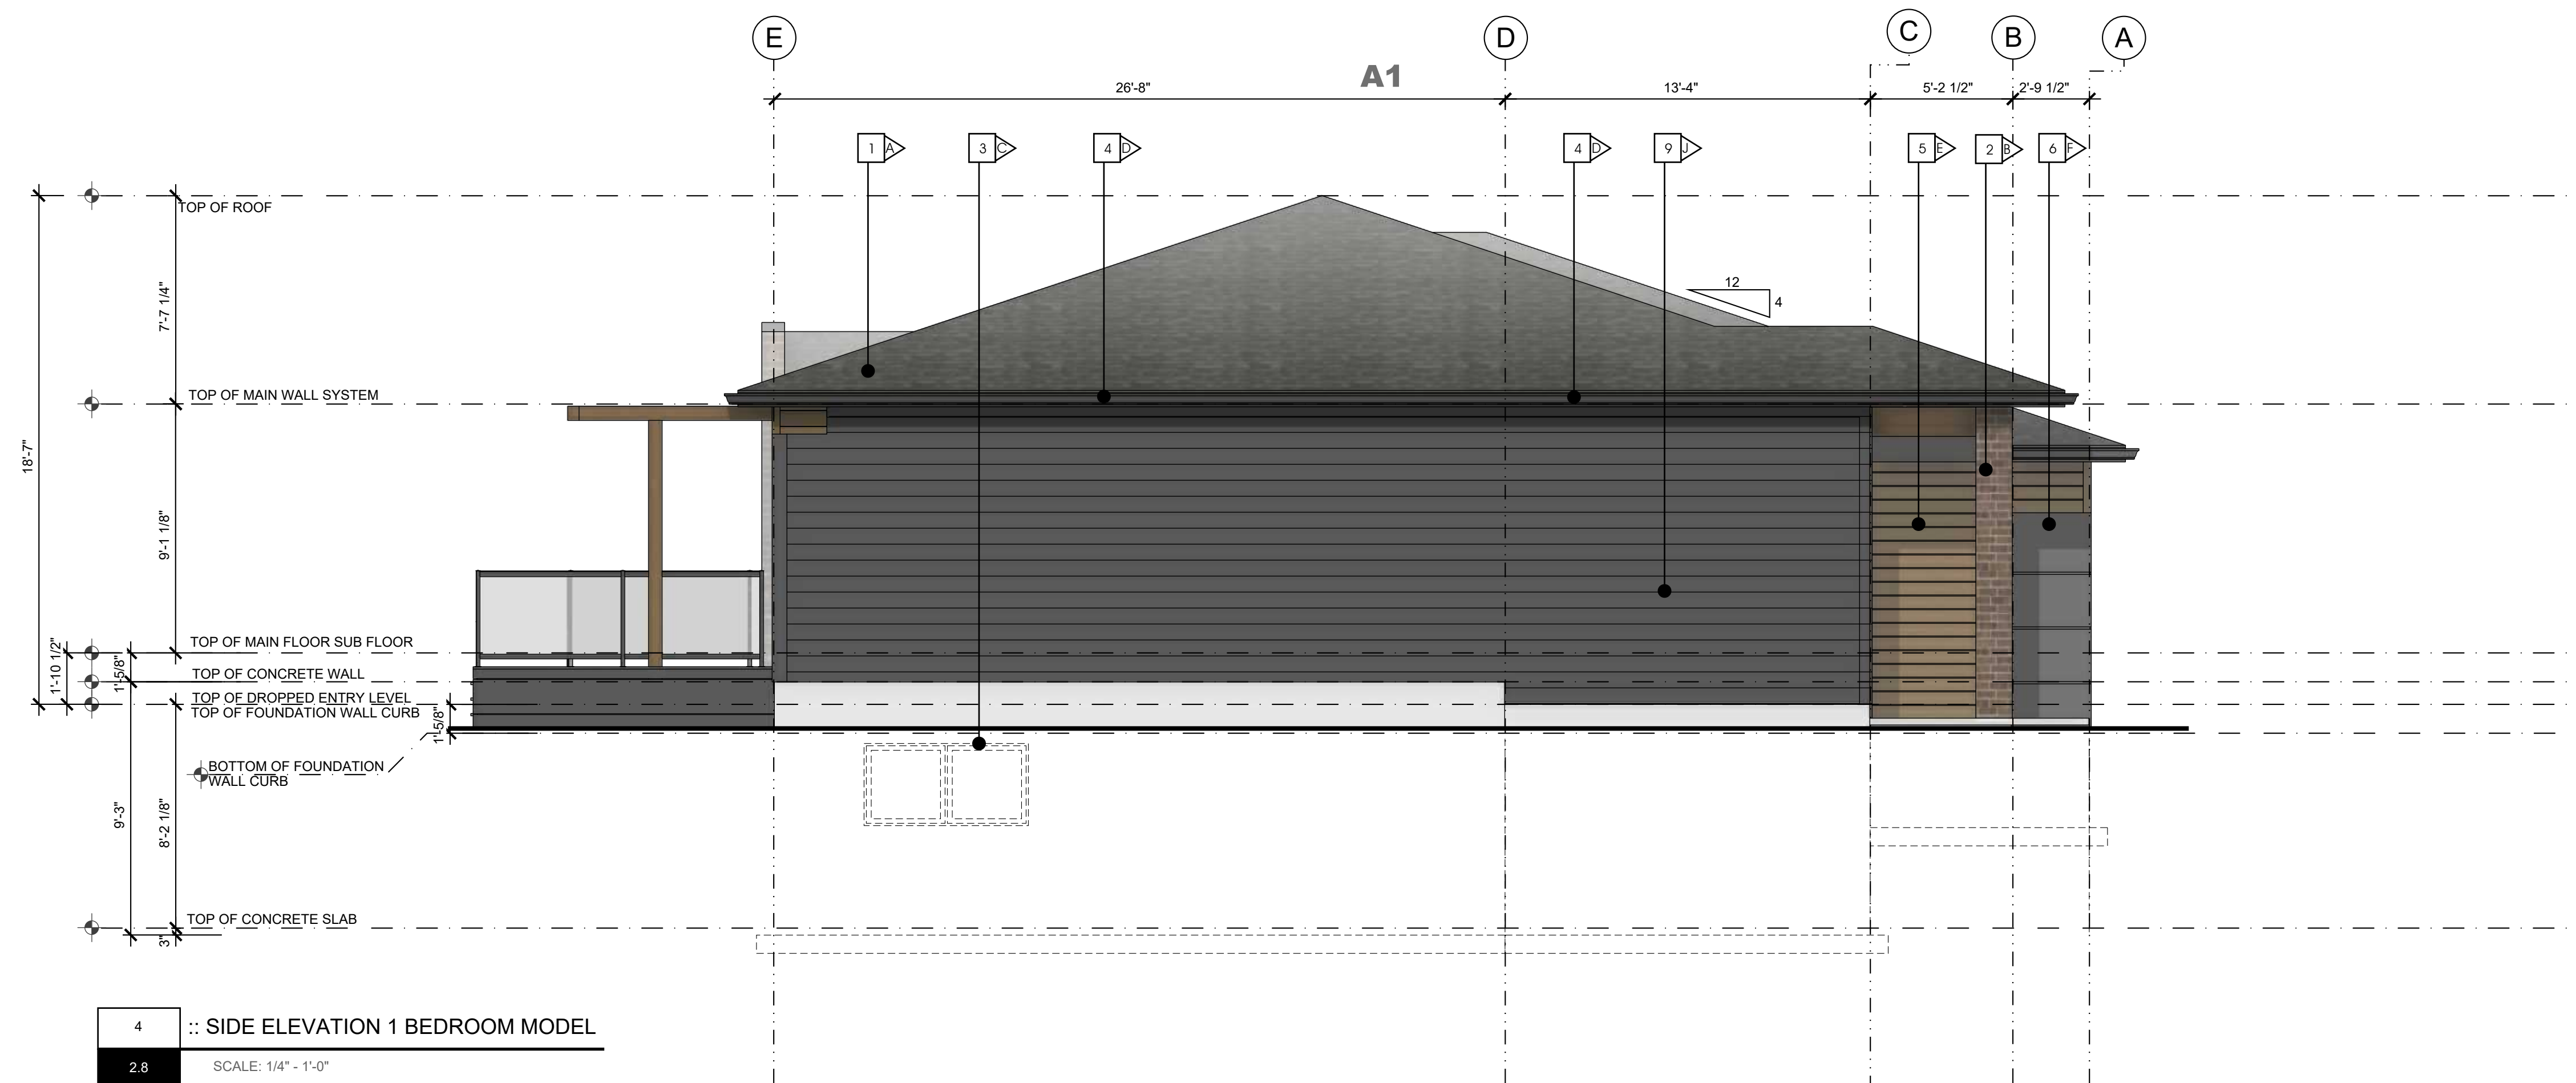 E
D
C
B
A
A1
26'-8"
13'-4"
5'-2 1/2"
2'-9 1/2"
1 A
3 C
4 D
4 D
9 J
5 E
2 B
6 F
TOP OF ROOF
12
4
7'-7 1/4"
TOP OF MAIN WALL SYSTEM
18'-7"
9'-1 1/8"
TOP OF MAIN FLOOR SUB FLOOR
1'-10 1/2"
1'-5/8"
TOP OF CONCRETE WALL
TOP OF DROPPED ENTRY LEVEL
TOP OF FOUNDATION WALL CURB
1'-5/8"
BOTTOM OF FOUNDATION
WALL CURB
9'-3"
8'-2 1/8"
TOP OF CONCRETE SLAB
3"
4
:: SIDE ELEVATION 1 BEDROOM MODEL
2.8
SCALE: 1/4" - 1'-0"